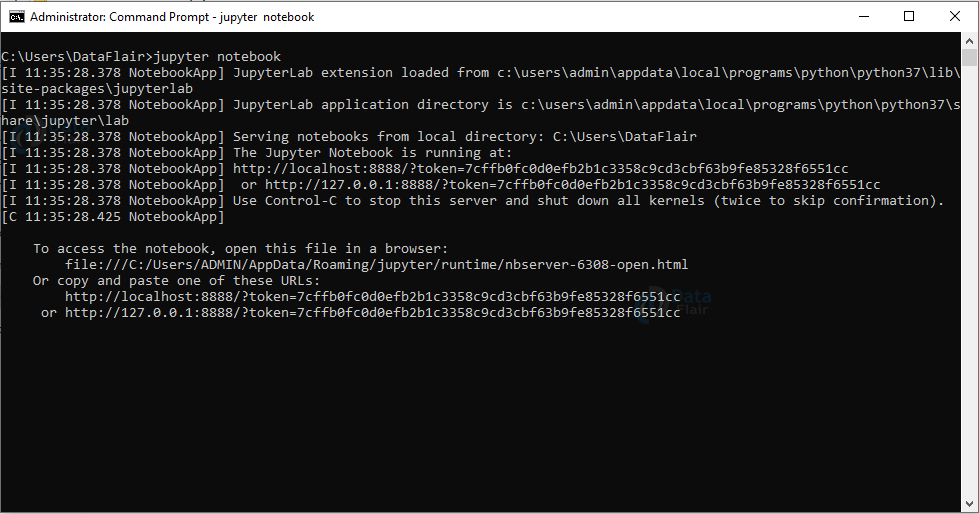 Administrator: Command Prompt - jupyter  notebook
C:\Users\DataFlair>jupyter notebook
[I 11:35:28.378 NotebookApp] JupyterLab extension loaded from c:\users\admin\appdata\local\programs\python\python37\lib\
site-packages\jupyterlab
[I 11:35:28.378 NotebookApp] JupyterLab application directory is c:\users\admin\appdata\local\programs\python\python37\s
hare\jupyter\lab
[I 11:35:28.378 NotebookApp] Serving notebooks from local directory: C:\Users\DataFlair
[I 11:35:28.378 NotebookApp] The Jupyter Notebook is running at:
[I 11:35:28.378 NotebookApp] http://localhost:8888/?token=7cffb0fc0d0efb2b1c3358c9cd3cbf63b9fe85328f6551cc
[I 11:35:28.378 NotebookApp]  or http://127.0.0.1:8888/?token=7cffb0fc0d0efb2b1c3358c9cd3cbf63b9fe85328f6551cc
[I 11:35:28.378 NotebookApp] Use Control-C to stop this server and shut down all kernels (twice to skip confirmation).
[C 11:35:28.425 NotebookApp]
To access the notebook, open this file in a browser:
file:///C:/Users/ADMIN/AppData/Roaming/jupyter/runtime/nbserver-6308-open.html
Or copy and paste one of these URLs:
http://localhost:8888/?token=7cffb0fc0d0efb2b1c3358c9cd3cbf63b9fe85328f6551cc
or http://127.0.0.1:8888/?token=7cffb0fc0d0efb2b1c3358c9cd3cbf63b9fe85328f6551cc
Data
Flair